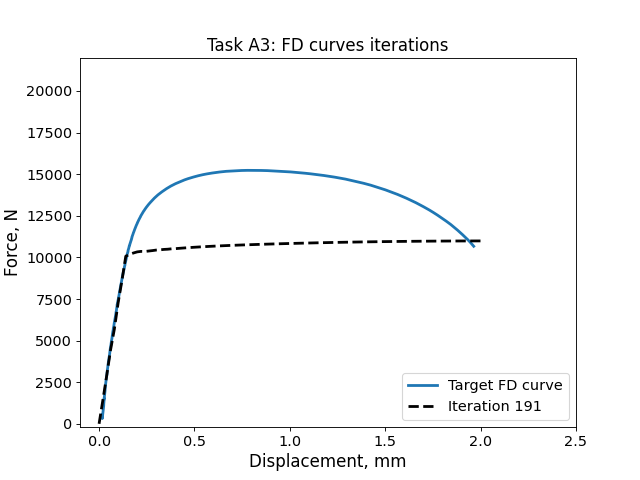 Task A3: FD curves iterations
Force, N
20000
17500
15000
12500
10000
7500
5000
2500
0
Target FD curve
Iteration 191
0.0 0.5 1.0 1.5 2.0 2.5
Displacement, mm